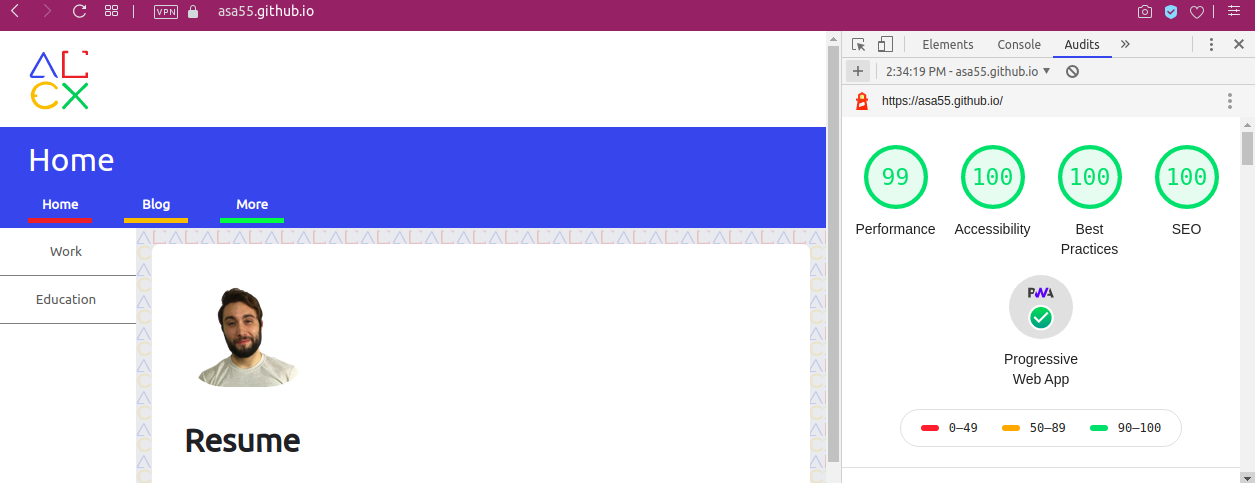 VPN
asa55.github.io
ALCX
Home
Home Blog More
Work
Education
Resume
Elements Console Audits »
2:34:19 PM - asa55.github.io
https://asa55.github.io/
99 100 100 100
Performance Accessibility Best Practices SEO
PWA
Progressive
Web App
0–49 50–89 90–100